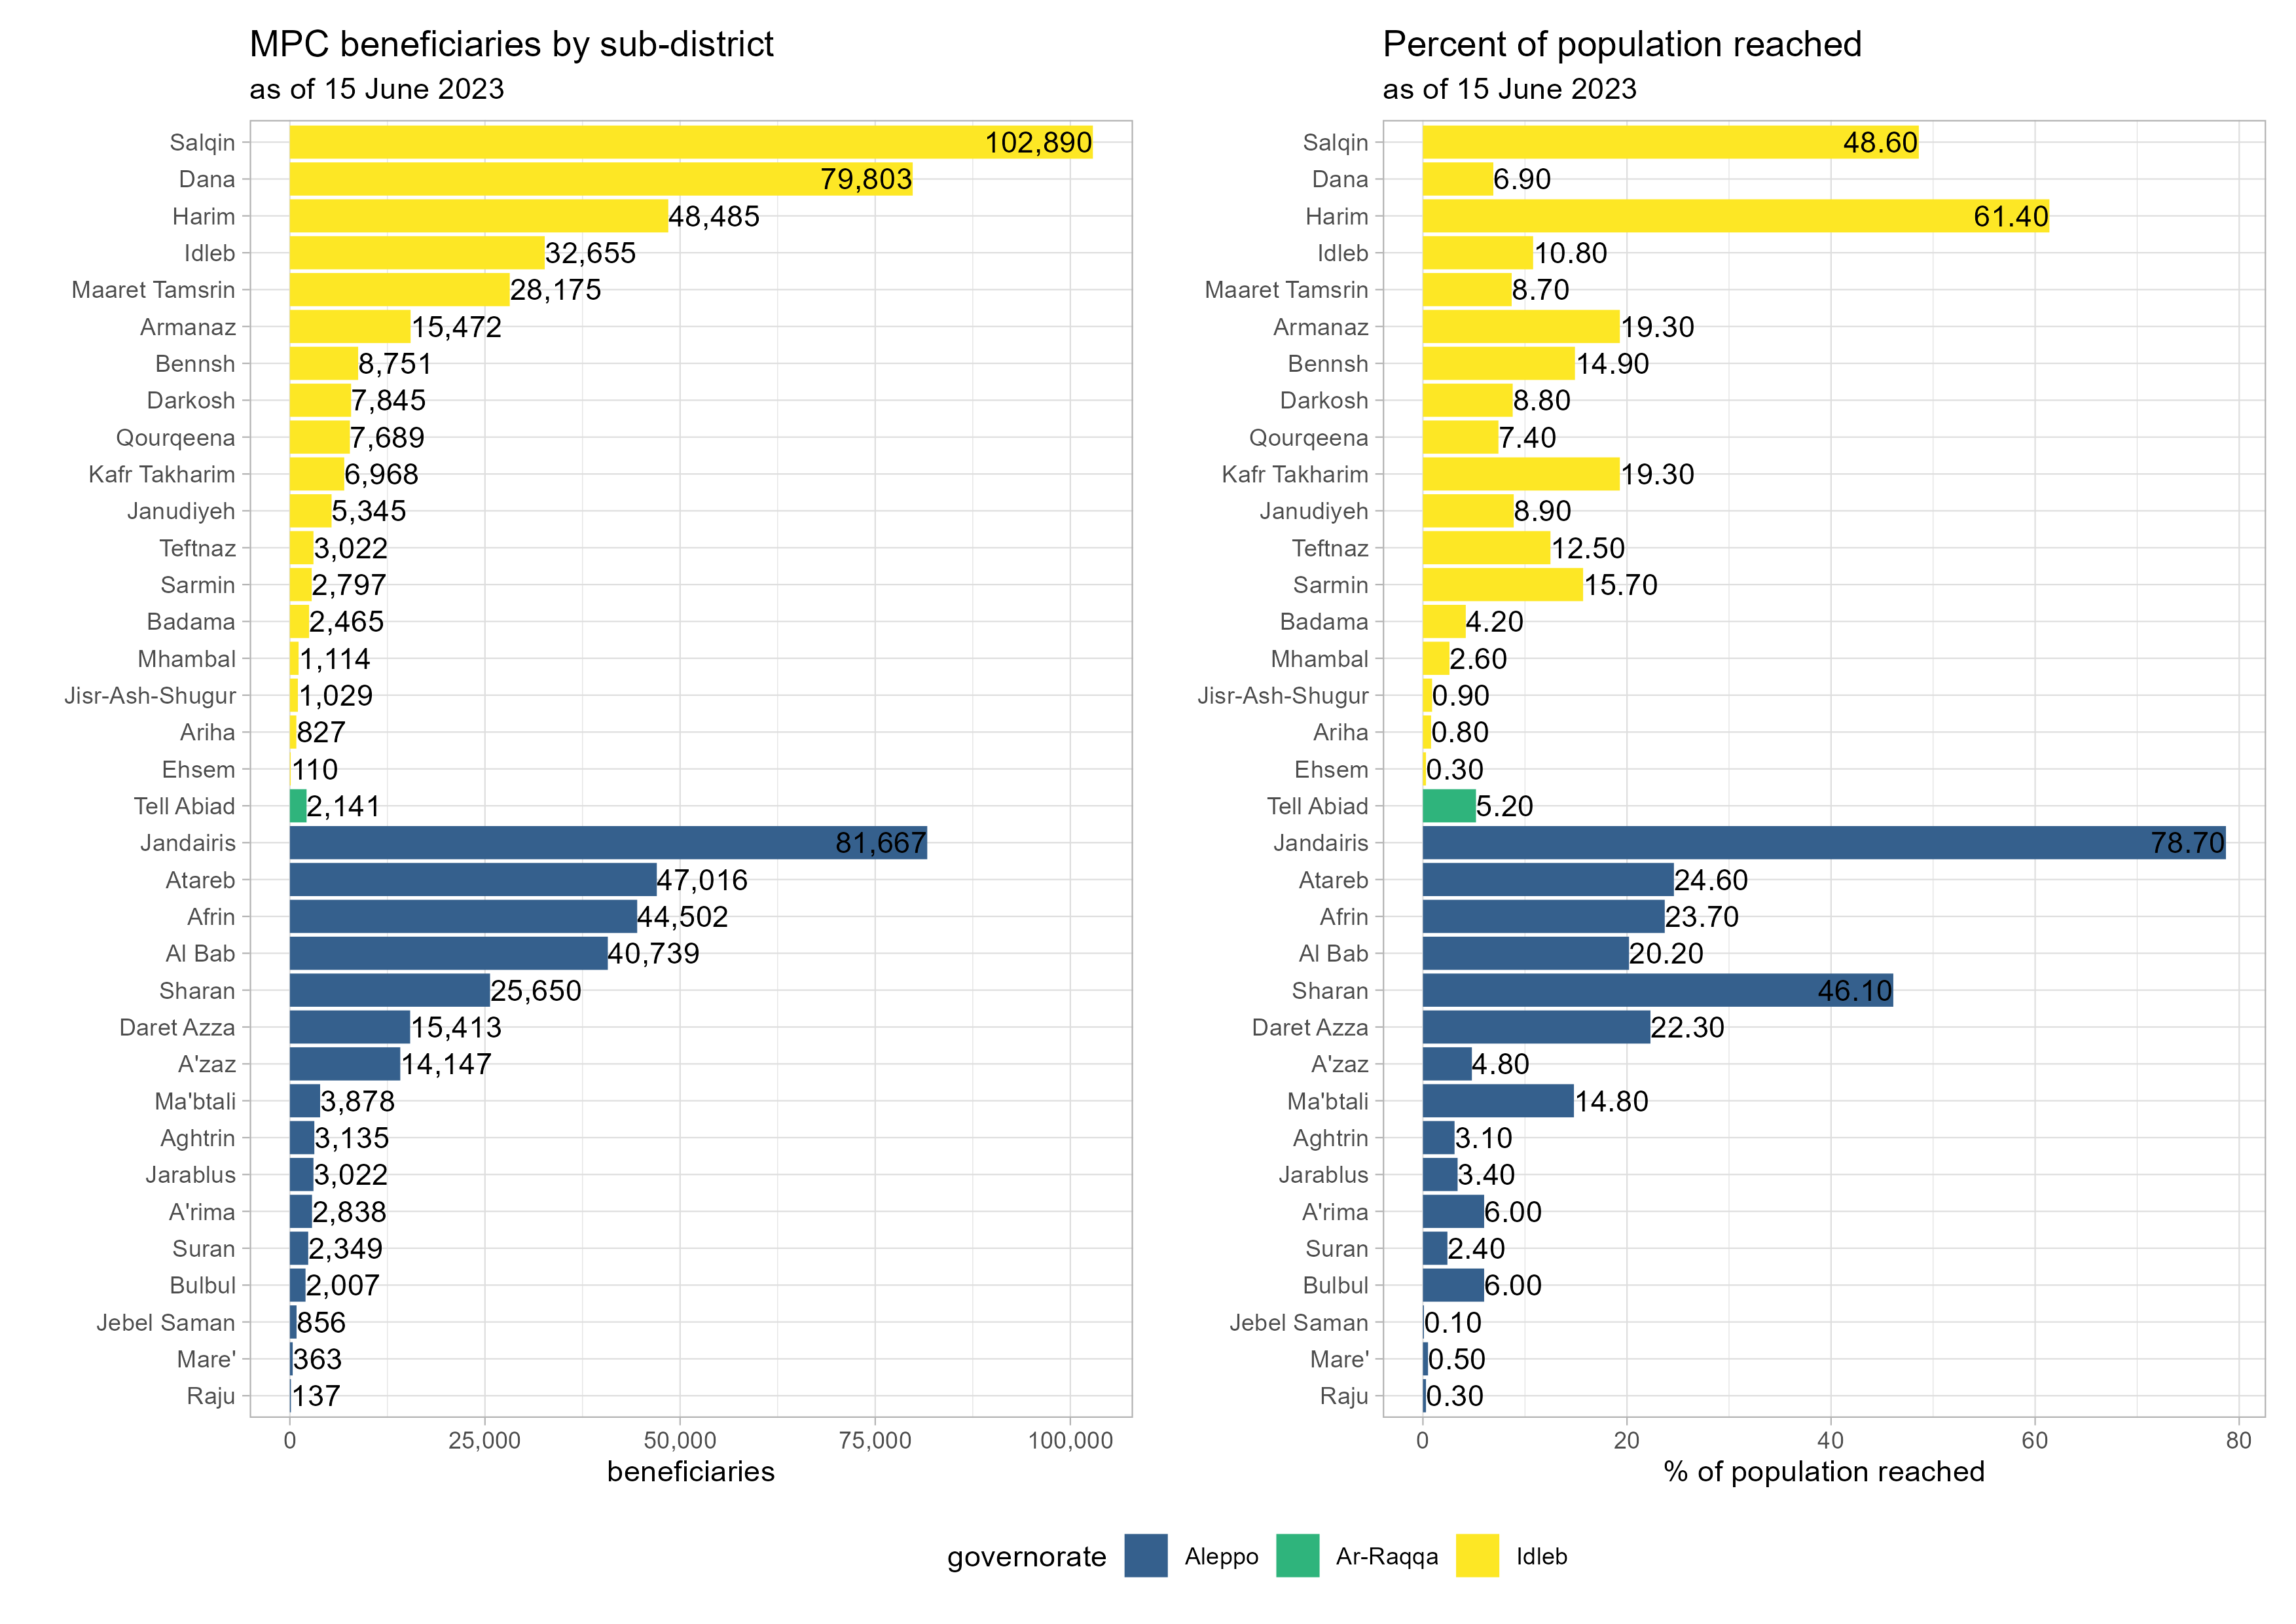 MPC beneficiaries by sub-district
as of 15 June 2023
Salqin 102,890
Dana 79,803
Harim 48,485
Idleb 32,655
Maaret Tamsrin 28,175
Armanaz 15,472
Bennsh 8,751
Darkosh 7,845
Qourqeena 7,689
Kafr Takharim 6,968
Janudiyeh 5,345
Teftnaz 3,022
Sarmin 2,797
Badama 2,465
Mhambal 1,114
Jisr-Ash-Shugur 1,029
Ariha 827
Ehsem 110
Tell Abiad 2,141
Jandairis 81,667
Atareb 47,016
Afrin 44,502
Al Bab 40,739
Sharan 25,650
Daret Azza 15,413
A'zaz 14,147
Ma'btali 3,878
Aghtrin 3,135
Jarablus 3,022
A'rima 2,838
Suran 2,349
Bulbul 2,007
Jebel Saman 856
Mare' 363
Raju 137
0 25,000 50,000 75,000 100,000
beneficiaries
Percent of population reached
as of 15 June 2023
Salqin 48.60
Dana 6.90
Harim 61.40
Idleb 10.80
Maaret Tamsrin 8.70
Armanaz 19.30
Bennsh 14.90
Darkosh 8.80
Qourqeena 7.40
Kafr Takharim 19.30
Janudiyeh 8.90
Teftnaz 12.50
Sarmin 15.70
Badama 4.20
Mhambal 2.60
Jisr-Ash-Shugur 0.90
Ariha 0.80
Ehsem 0.30
Tell Abiad 5.20
Jandairis 78.70
Atareb 24.60
Afrin 23.70
Al Bab 20.20
Sharan 46.10
Daret Azza 22.30
A'zaz 4.80
Ma'btali 14.80
Aghtrin 3.10
Jarablus 3.40
A'rima 6.00
Suran 2.40
Bulbul 6.00
Jebel Saman 0.10
Mare' 0.50
Raju 0.30
0 20 40 60 80
% of population reached
governorate Aleppo Ar-Raqqa Idleb